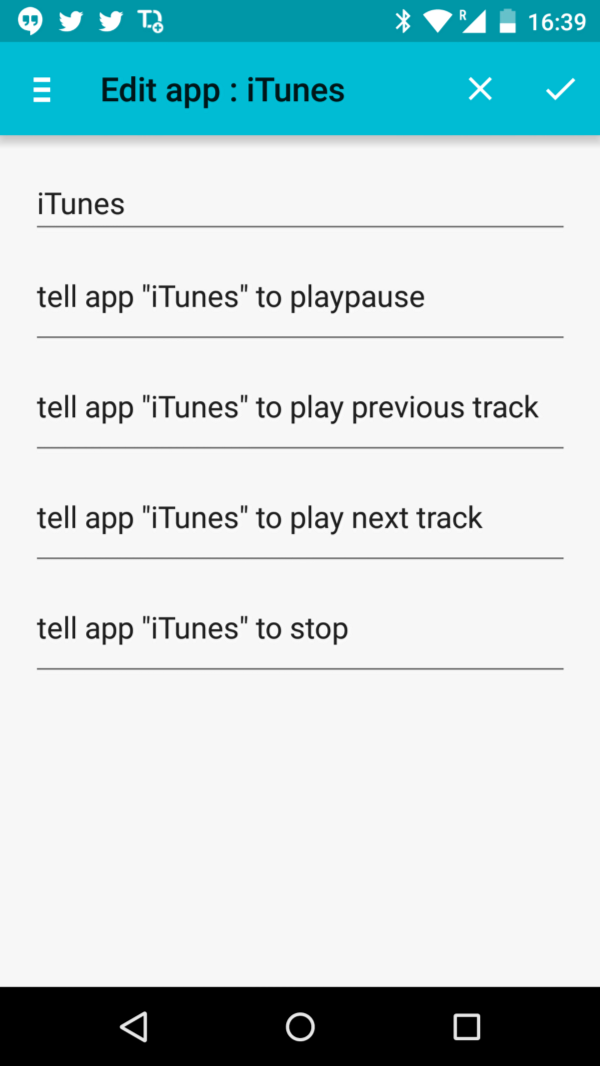 R
16:39
Edit app : iTunes
iTunes
tell app "iTunes" to playpause
tell app "iTunes" to play previous track
tell app "iTunes" to play next track
tell app "iTunes" to stop